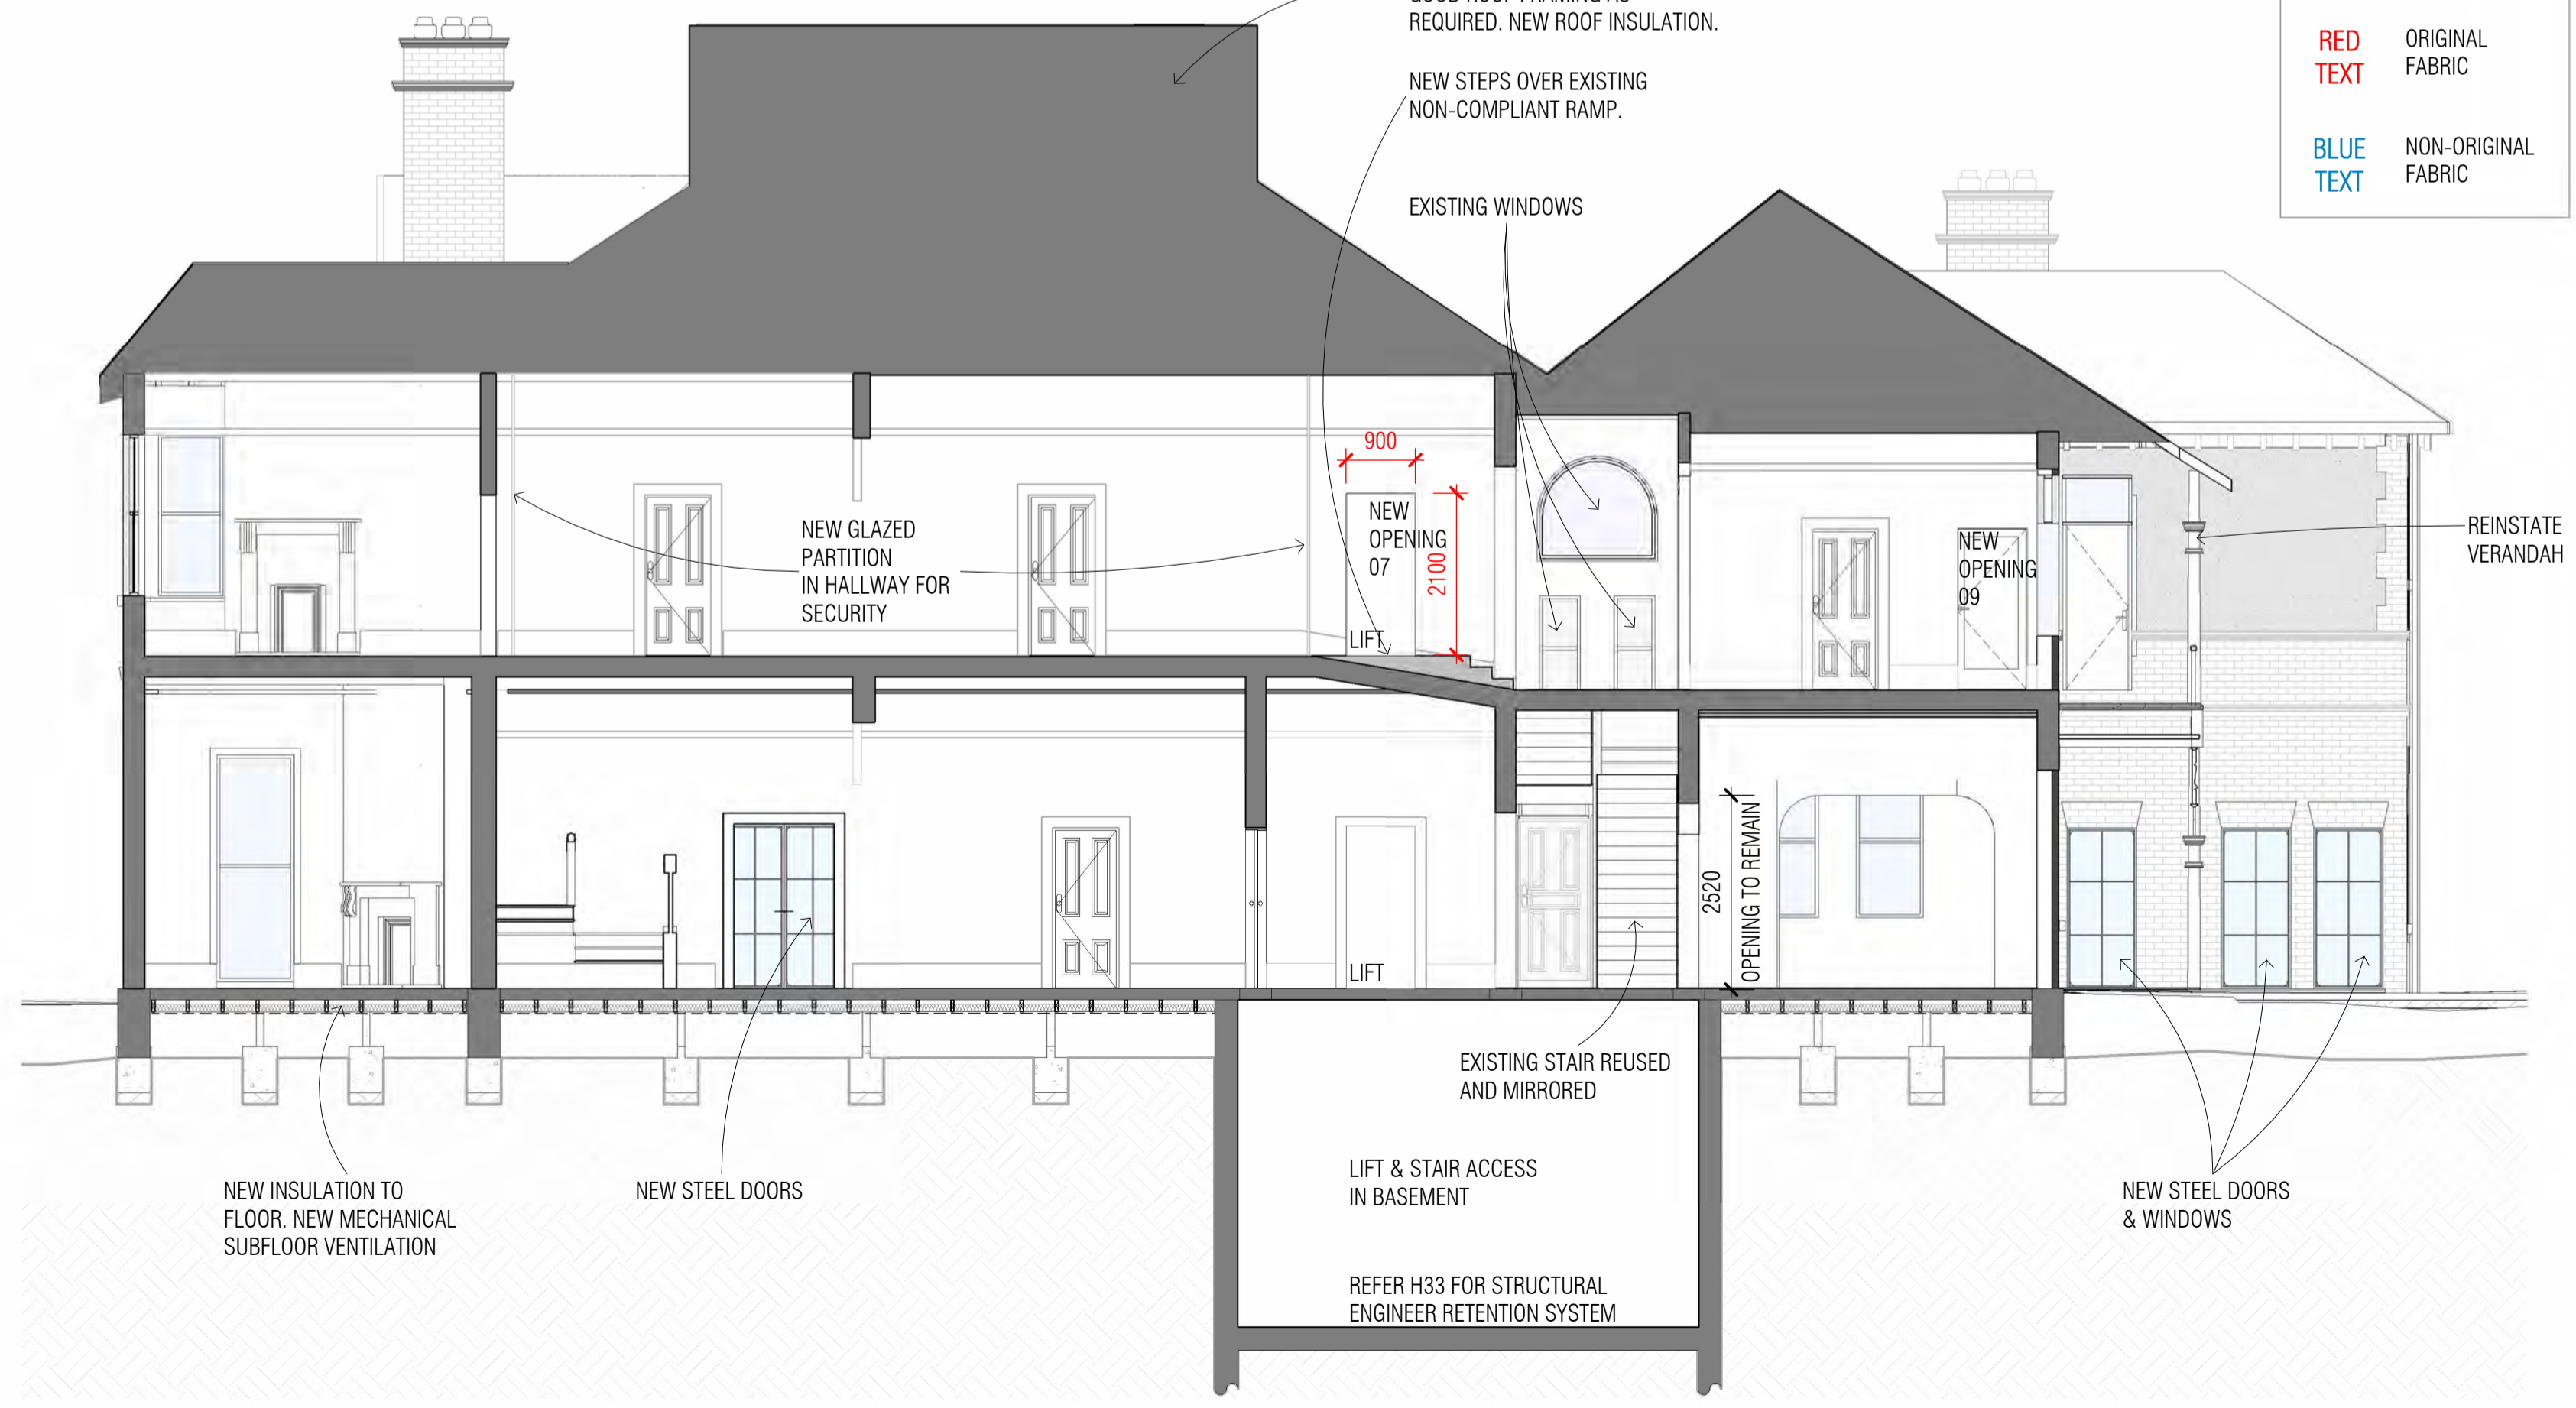 GOOD ROOF FRAMING AS
REQUIRED. NEW ROOF INSULATION.
NEW STEPS OVER EXISTING
NON-COMPLIANT RAMP.
EXISTING WINDOWS
RED
TEXT
ORIGINAL
FABRIC
BLUE
TEXT
NON-ORIGINAL
FABRIC
900
NEW
OPENING
07
2100
LIFT
NEW GLAZED
PARTITION
IN HALLWAY FOR
SECURITY
NEW
OPENING
09
REINSTATE
VERANDAH
2520
OPENING TO REMAIN
LIFT
EXISTING STAIR REUSED
AND MIRRORED
LIFT & STAIR ACCESS
IN BASEMENT
REFER H33 FOR STRUCTURAL
ENGINEER RETENTION SYSTEM
NEW INSULATION TO
FLOOR. NEW MECHANICAL
SUBFLOOR VENTILATION
NEW STEEL DOORS
NEW STEEL DOORS
& WINDOWS